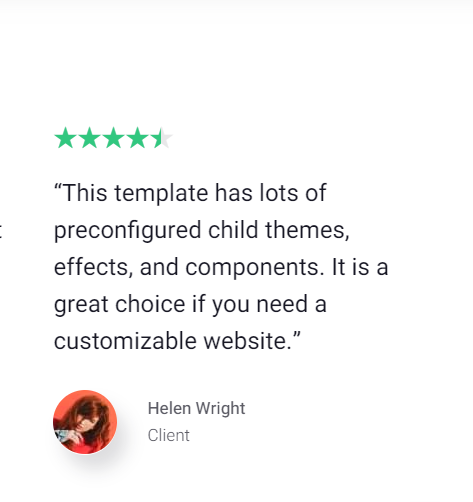 “This template has lots of
preconfigured child themes,
effects, and components. It is a
great choice if you need a
customizable website.”
Helen Wright
Client